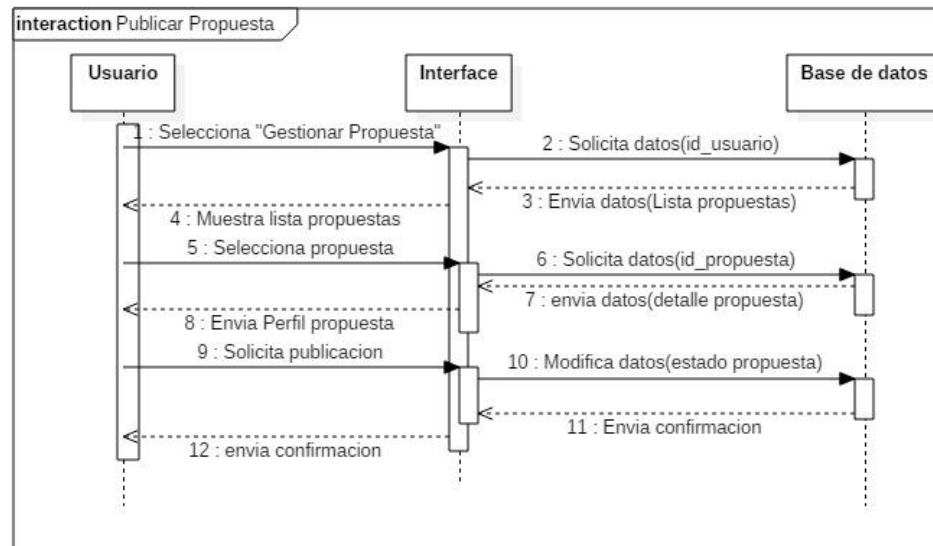 interaction Publicar Propuesta
Usuario
Interface
Base de datos
1 : Selecciona "Gestionar Propuesta"
2 : Solicita datos(id_usuario)
3 : Envia datos(Lista propuestas)
4 : Muestra lista propuestas
5 : Selecciona propuesta
6 : Solicita datos(id_propuesta)
7 : envia datos(detalle propuesta)
8 : Envia Perfil propuesta
9 : Solicita publicacion
10 : Modifica datos(estado propuesta)
11 : Envia confirmacion
12 : envia confirmacion